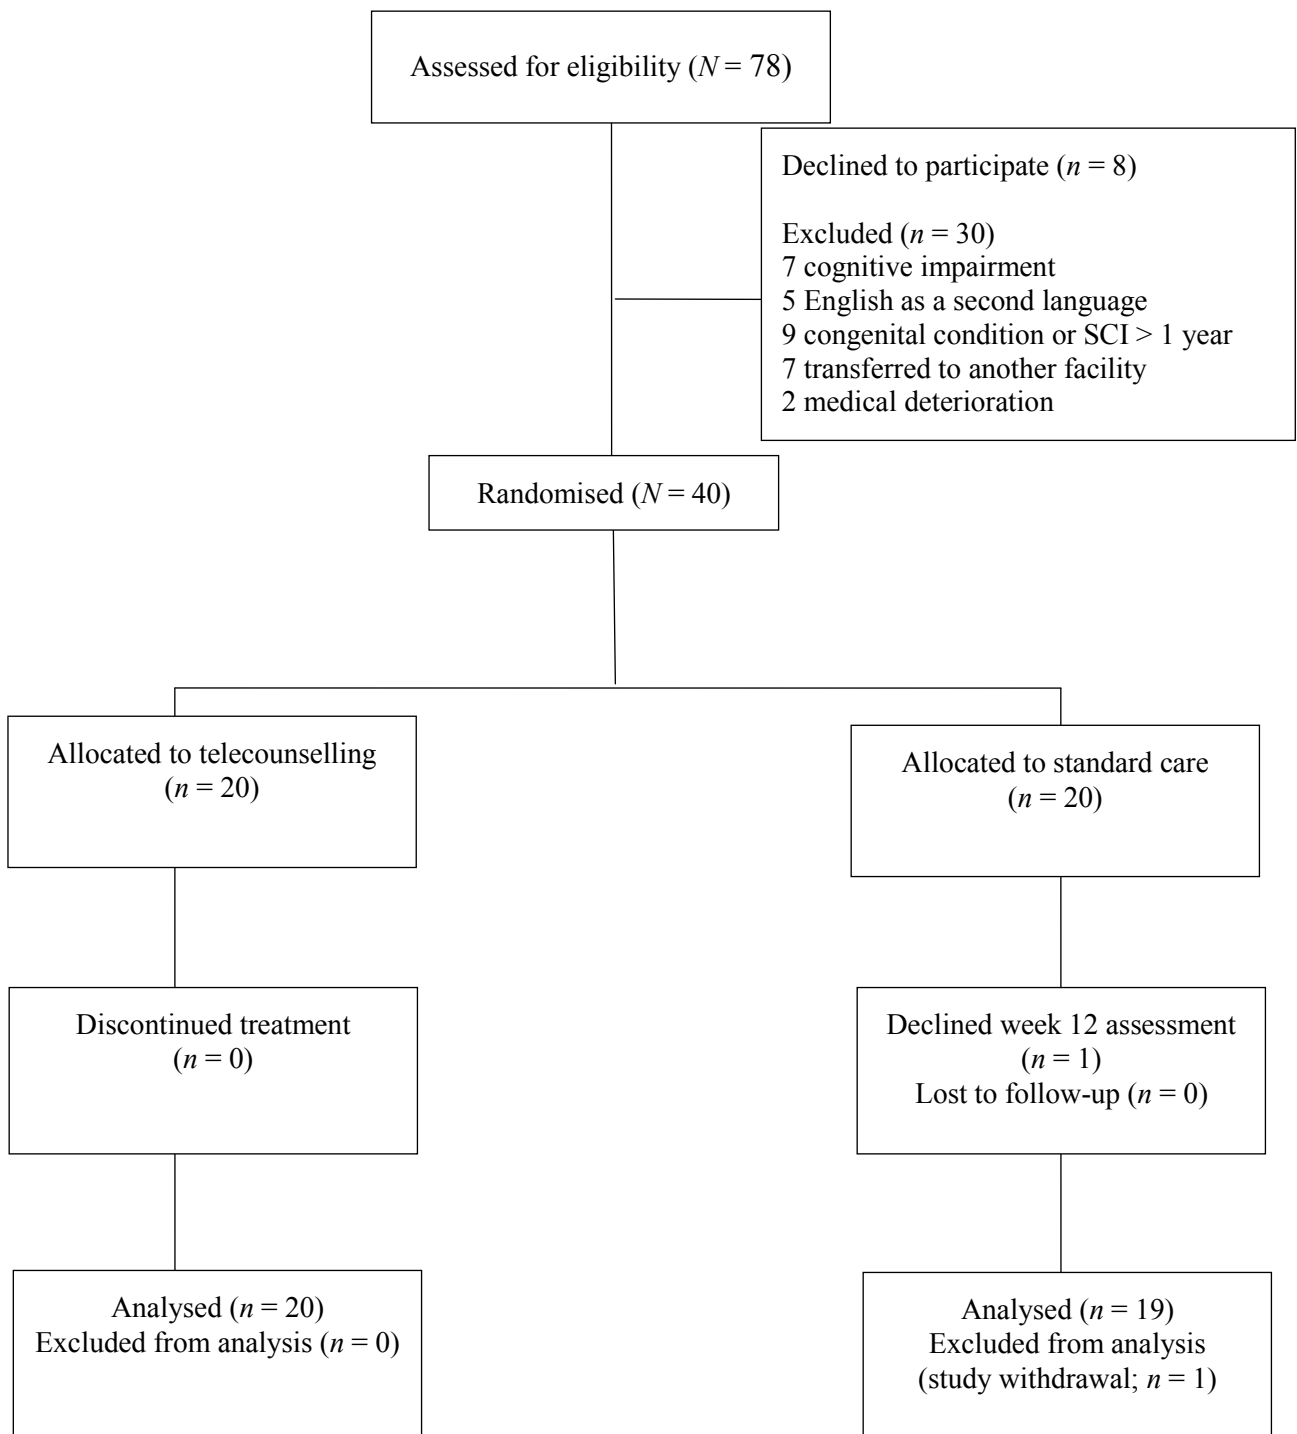 Assessed for eligibility (N = 78)
Declined to participate (n = 8)
Excluded (n = 30)
7 cognitive impairment
5 English as a second language
9 congenital condition or SCI > 1 year
7 transferred to another facility
2 medical deterioration
Randomised (N = 40)
Allocated to telecounselling
(n = 20)
Allocated to standard care
(n = 20)
Discontinued treatment
(n = 0)
Declined week 12 assessment
(n = 1)
Lost to follow-up (n = 0)
Analysed (n = 20)
Excluded from analysis (n = 0)
Analysed (n = 19)
Excluded from analysis
(study withdrawal; n = 1)